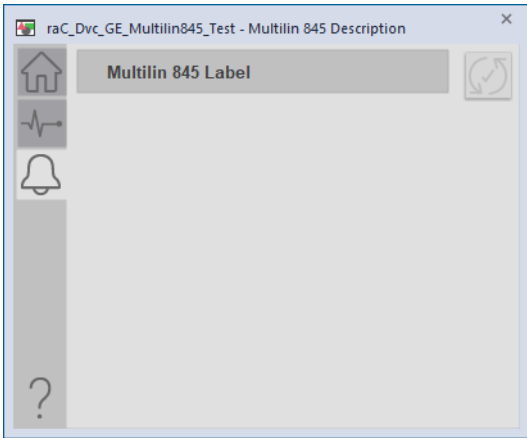 raC_Dvc_GE_Multilin845_Test - Multilin 845 Description
Multilin 845 Label
?